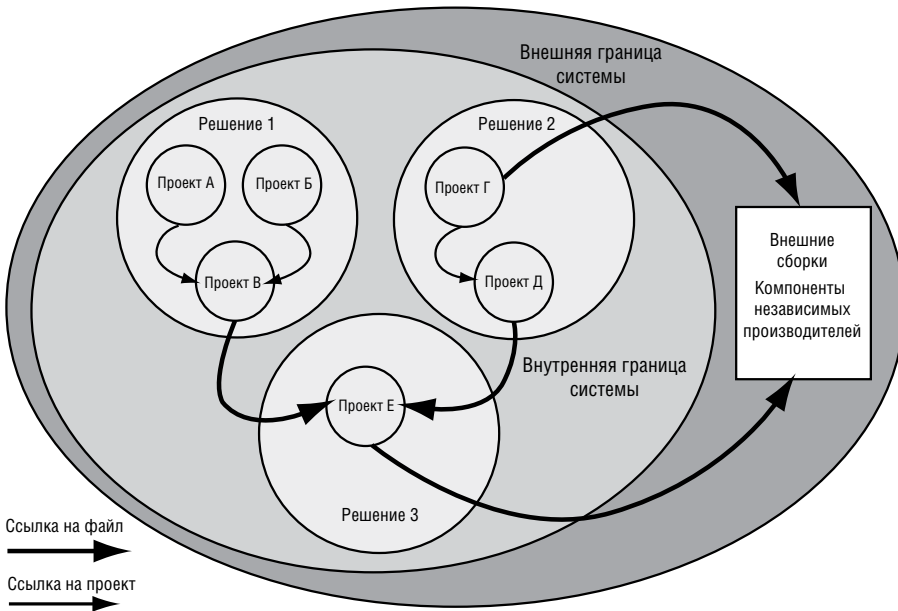 Внешняя граница
системы
Решение 1
Решение 2
Проект А
Проект Б
Проект Г
Проект В
Проект Д
Внешние
сборки
Компоненты
независимых
производителей
Внутренняя граница
системы
Проект Е
Решение 3
Ссылка на файл
Ссылка на проект